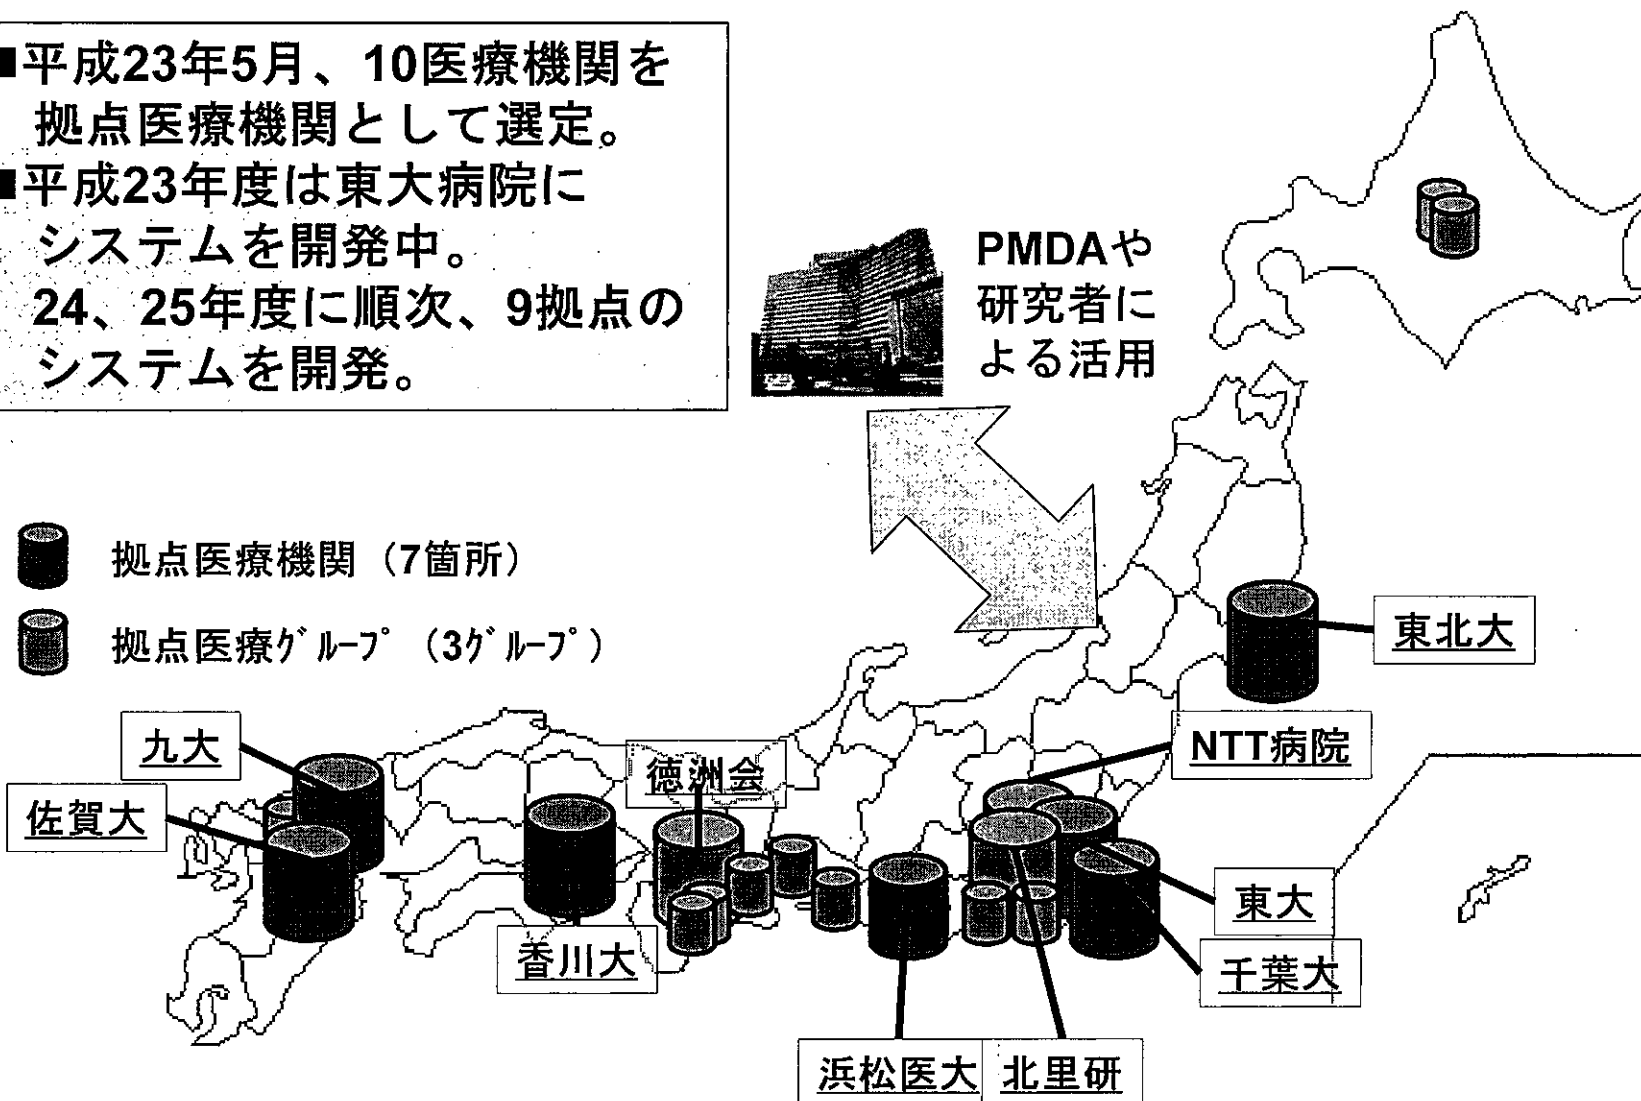 ■平成23年5月、10医療機関を
拠点医療機関として選定。
■平成23年度は東大病院に
システムを開発中。
24、25年度に順次、9拠点の
システムを開発。
PMDAや
研究者に
よる活用
拠点医療機関（7箇所）
拠点医療ｸﾞﾙｰﾌﾟ（3ｸﾞﾙｰﾌﾟ）
東北大
NTT病院
九大
徳洲会
佐賀大
東大
香川大
千葉大
浜松医大
北里研